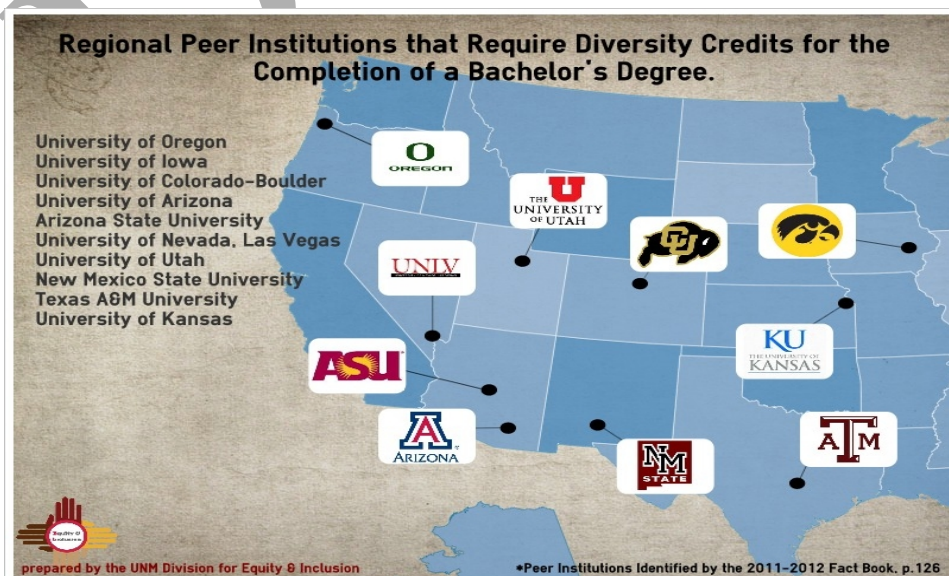 Regional Peer Institutions that Require Diversity Credits for the
Completion of a Bachelor's Degree.
University of Oregon
University of Iowa
University of Colorado-Boulder
University of Arizona
Arizona State University
University of Nevada, Las Vegas
University of Utah
New Mexico State University
Texas A&M University
University of Kansas
O
OREGON
THE U
UNIVERSITY
OF UTAH
CU
UNLV
KU
THE UNIVERSITY OF
KANSAS
ASU
A
ARIZONA
NM
STATE
ATM
Equity &
Inclusion
prepared by the UNM Division for Equity & Inclusion
*Peer Institutions Identified by the 2011-2012 Fact Book, p.126